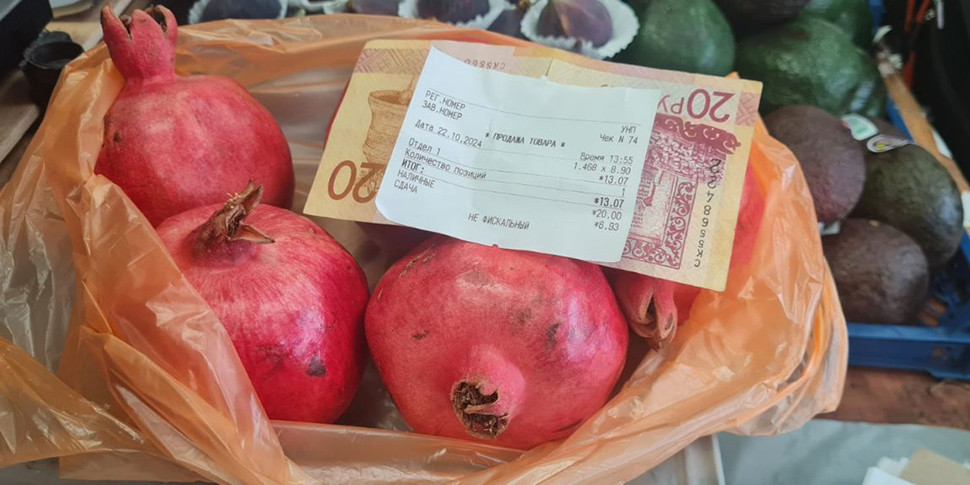 РЕГ.НОМЕР УНП
ЗАВ.НОМЕР Чек N 74
* ПРОДАЖА ТОВАРА *
Дата 22.10.2024 Время 13:55
1.468 x 8.90
Отдел 1 *13.07
Количество позиций 1
ИТОГ: *13.07
НАЛИЧНЫЕ *20.00
СДАЧА *6.93
НЕ ФИСКАЛЬНЫЙ
20
20 РУ